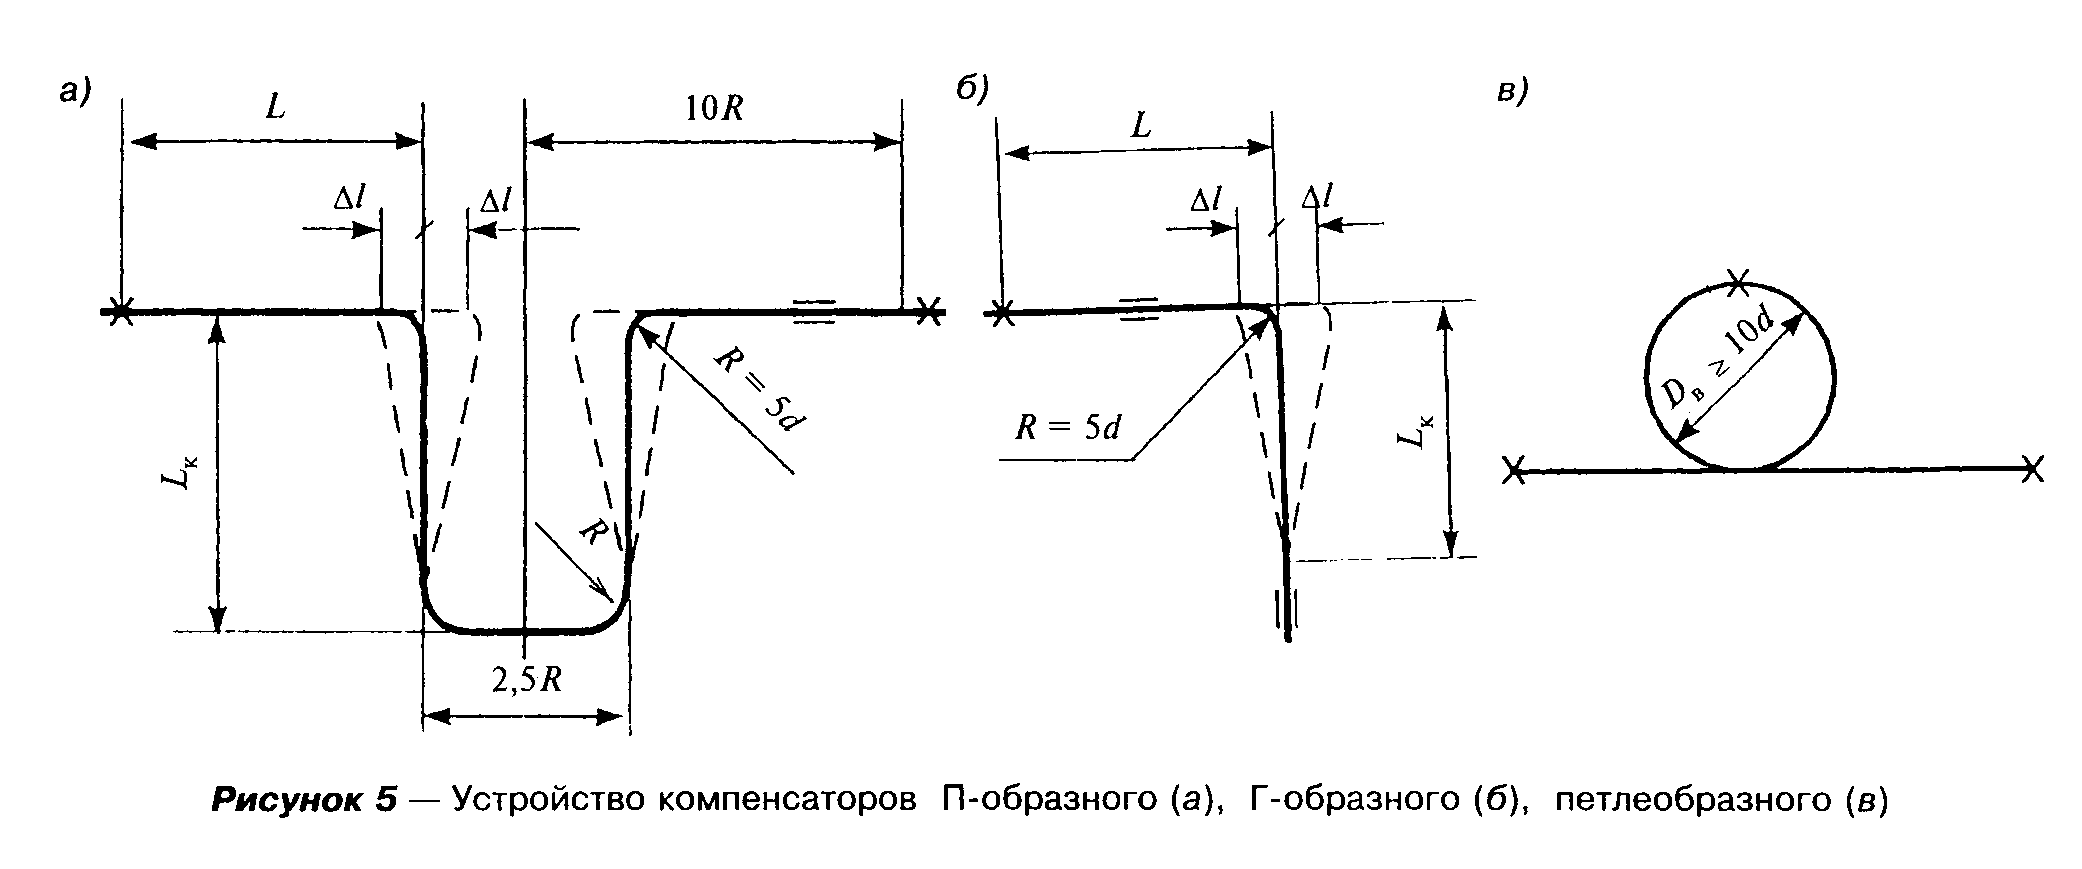 а)
L
10R
Δl
Δl
R = 5d
Lк
R
2,5R
б)
L
Δl
Δl
R = 5d
Lк
в)
Dв ≥ 10d
Рисунок 5 — Устройство компенсаторов П-образного (а), Г-образного (б), петлеобразного (в)